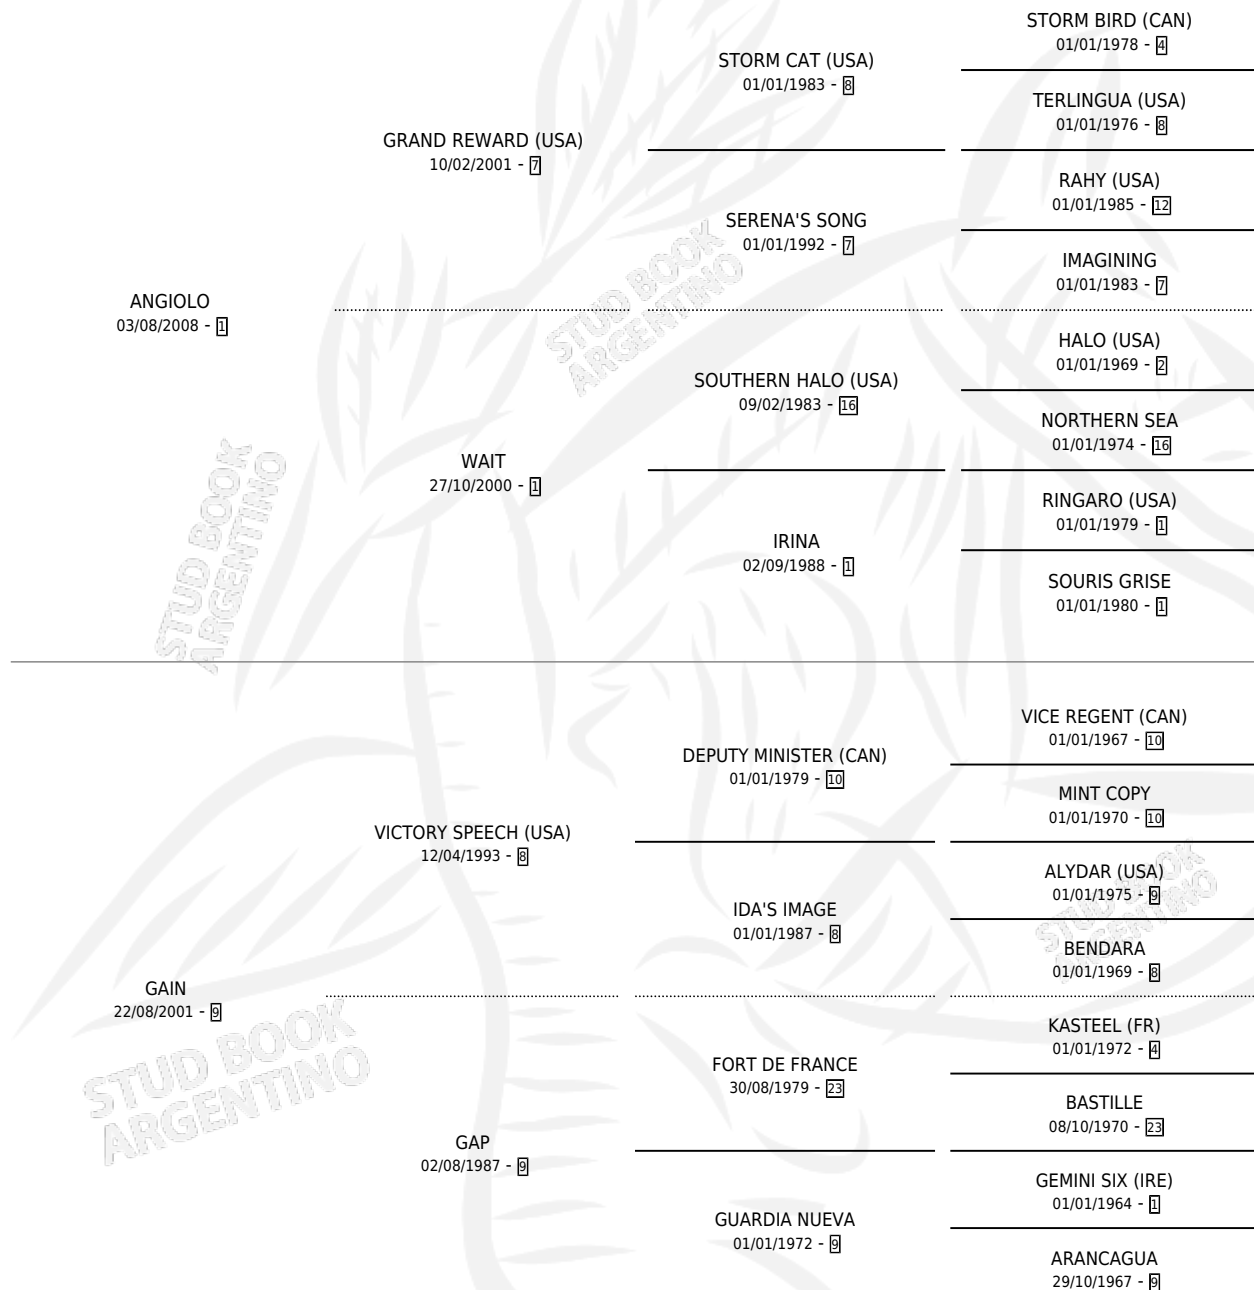 STORM BIRD (CAN)
01/01/1978 - 4
STORM CAT (USA)
01/01/1983 - 8
TERLINGUA (USA)
01/01/1976 - 8
GRAND REWARD (USA)
10/02/2001 - 7
RAHY (USA)
01/01/1985 - 12
SERENA'S SONG
01/01/1992 - 7
IMAGINING
01/01/1983 - 7
ANGIOLO
03/08/2008 - 1
HALO (USA)
01/01/1969 - 2
SOUTHERN HALO (USA)
09/02/1983 - 16
NORTHERN SEA
01/01/1974 - 16
WAIT
27/10/2000 - 1
RINGARO (USA)
01/01/1979 - 1
IRINA
02/09/1988 - 1
SOURIS GRISE
01/01/1980 - 1
VICE REGENT (CAN)
01/01/1967 - 10
DEPUTY MINISTER (CAN)
01/01/1979 - 10
MINT COPY
01/01/1970 - 10
VICTORY SPEECH (USA)
12/04/1993 - 8
ALYDAR (USA)
01/01/1975 - 9
IDA'S IMAGE
01/01/1987 - 8
BENDARA
01/01/1969 - 8
GAIN
22/08/2001 - 9
KASTEEL (FR)
01/01/1972 - 4
FORT DE FRANCE
30/08/1979 - 23
BASTILLE
08/10/1970 - 23
GAP
02/08/1987 - 9
GEMINI SIX (IRE)
01/01/1964 - 1
GUARDIA NUEVA
01/01/1972 - 9
ARANCAGUA
29/10/1967 - 9
STUD BOOK
ARGENTINO
STUD BOOK
ARGENTINO
STUD BOOK
ARGENTINO
STUD BOOK
ARGENTINO